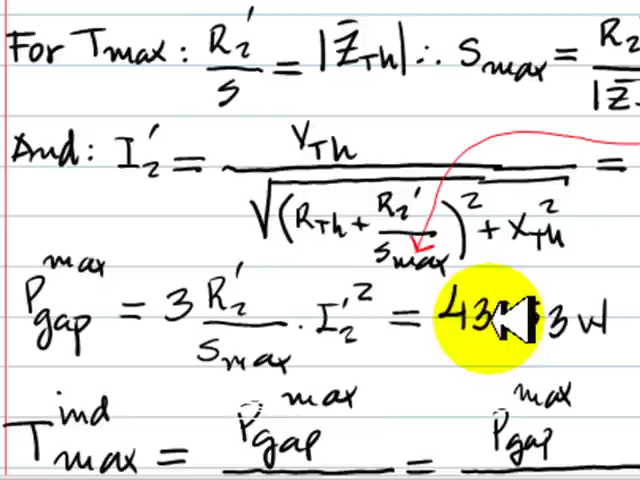 For Tmax : R2'/s = |Z̄Th| ∴ Smax = R2/|Z̄
And : I2' = VTh/√((RTh + R2'/smax)² + XTh²) =
Pgap^max = 3 R2'/smax · I2'² = 43 3 W
Tmax^ind = Pgap^max/ = Pgap^max/